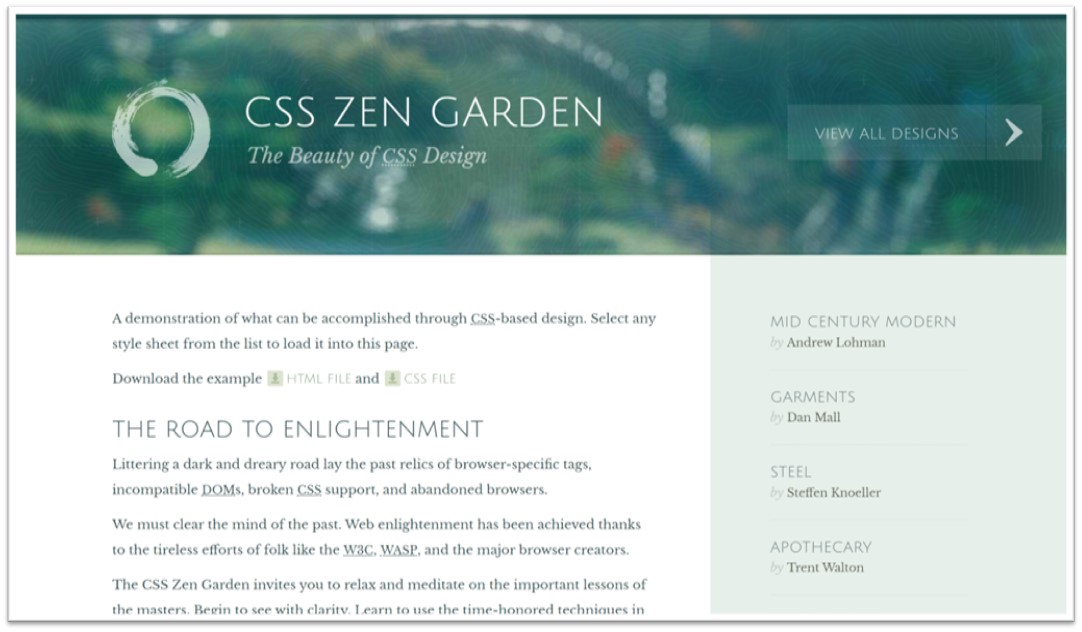 CSS ZEN GARDEN
The Beauty of CSS Design
VIEW ALL DESIGNS
A demonstration of what can be accomplished through CSS-based design. Select any
style sheet from the list to load it into this page.
Download the example HTML FILE and CSS FILE
THE ROAD TO ENLIGHTENMENT
Littering a dark and dreary road lay the past relics of browser-specific tags,
incompatible DOMs, broken CSS support, and abandoned browsers.
We must clear the mind of the past. Web enlightenment has been achieved thanks
to the tireless efforts of folk like the W3C, WASP, and the major browser creators.
The CSS Zen Garden invites you to relax and meditate on the important lessons of
the masters. Begin to see with clarity. Learn to use the time-honored techniques in
MID CENTURY MODERN
by Andrew Lohman
GARMENTS
by Dan Mall
STEEL
by Steffen Knoeller
APOTHECARY
by Trent Walton